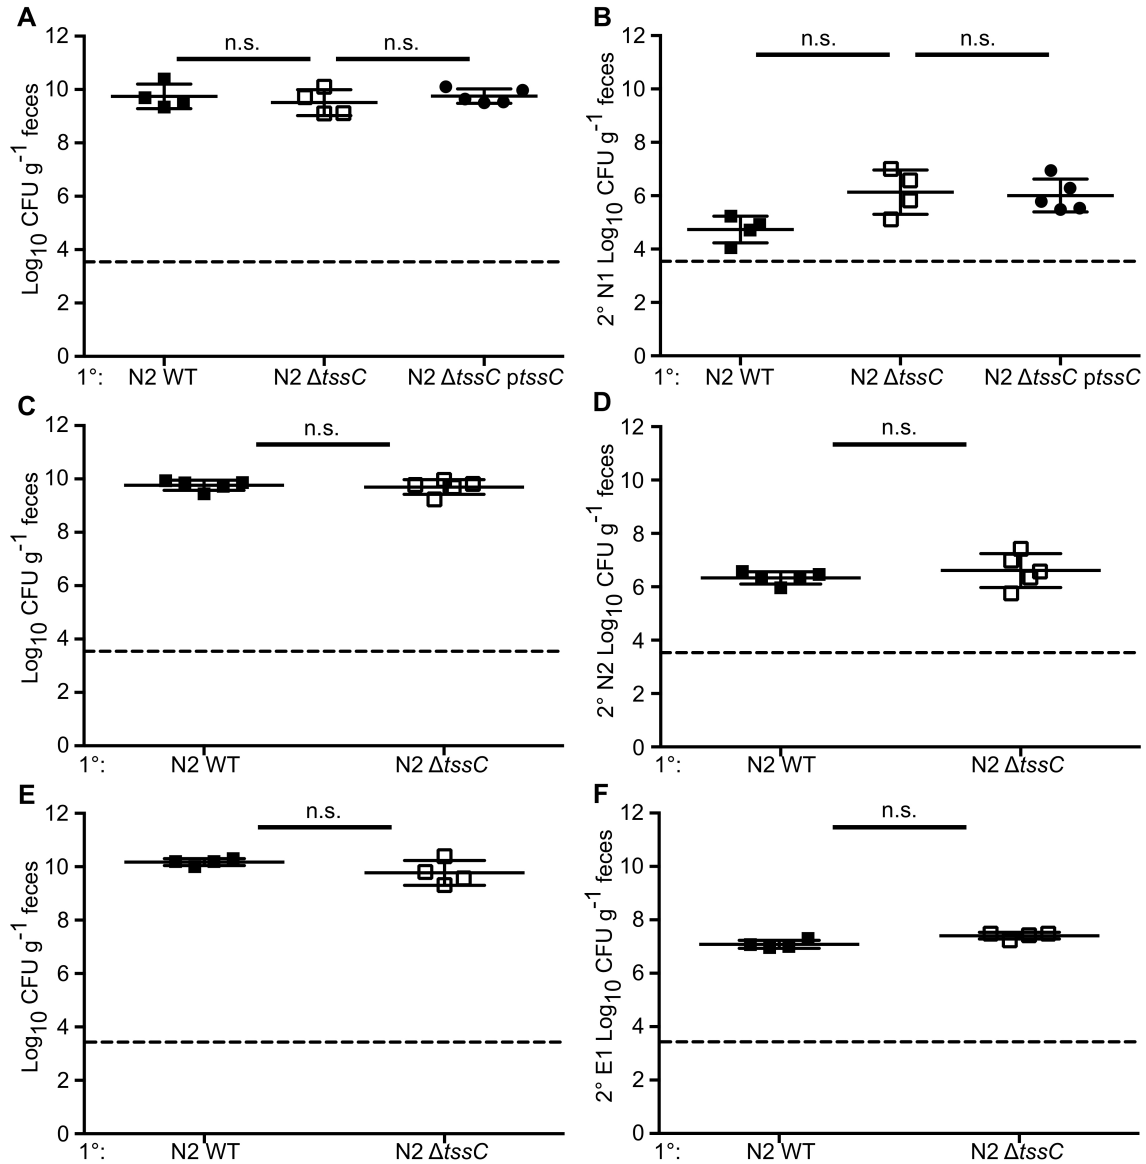 A
Log10 CFU g-1 feces
12
10
8
6
4
2
0
n.s.
n.s.
1°: N2 WT N2 ΔtssC N2 ΔtssC ptssC
B
2° N1 Log10 CFU g-1 feces
12
10
8
6
4
2
0
n.s.
n.s.
1°: N2 WT N2 ΔtssC N2 ΔtssC ptssC
C
Log10 CFU g-1 feces
12
10
8
6
4
2
0
n.s.
1°: N2 WT N2 ΔtssC
D
2° N2 Log10 CFU g-1 feces
12
10
8
6
4
2
0
n.s.
1°: N2 WT N2 ΔtssC
E
Log10 CFU g-1 feces
12
10
8
6
4
2
0
n.s.
1°: N2 WT N2 ΔtssC
F
2° E1 Log10 CFU g-1 feces
12
10
8
6
4
2
0
n.s.
1°: N2 WT N2 ΔtssC